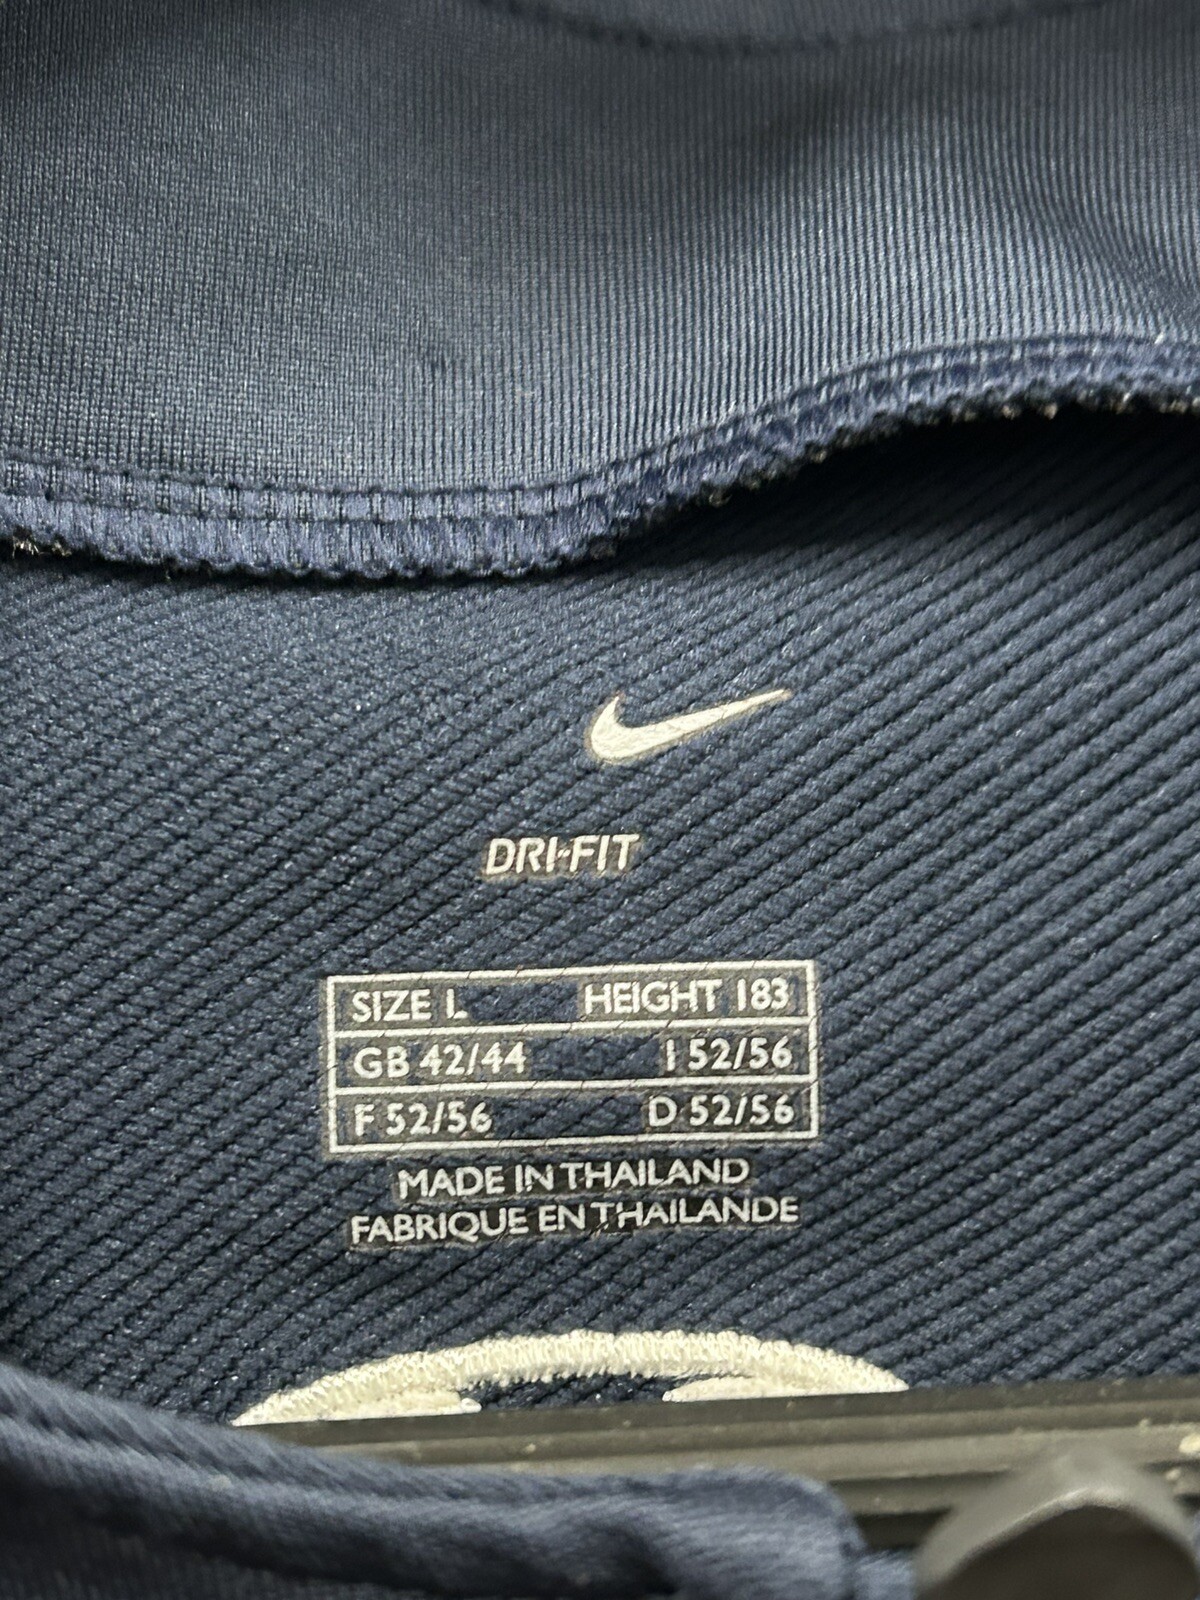 DRI-FIT
SIZE L HEIGHT 183
GB 42/44 I 52/56
F 52/56 D 52/56
MADE IN THAILAND
FABRIQUE EN THAILANDE